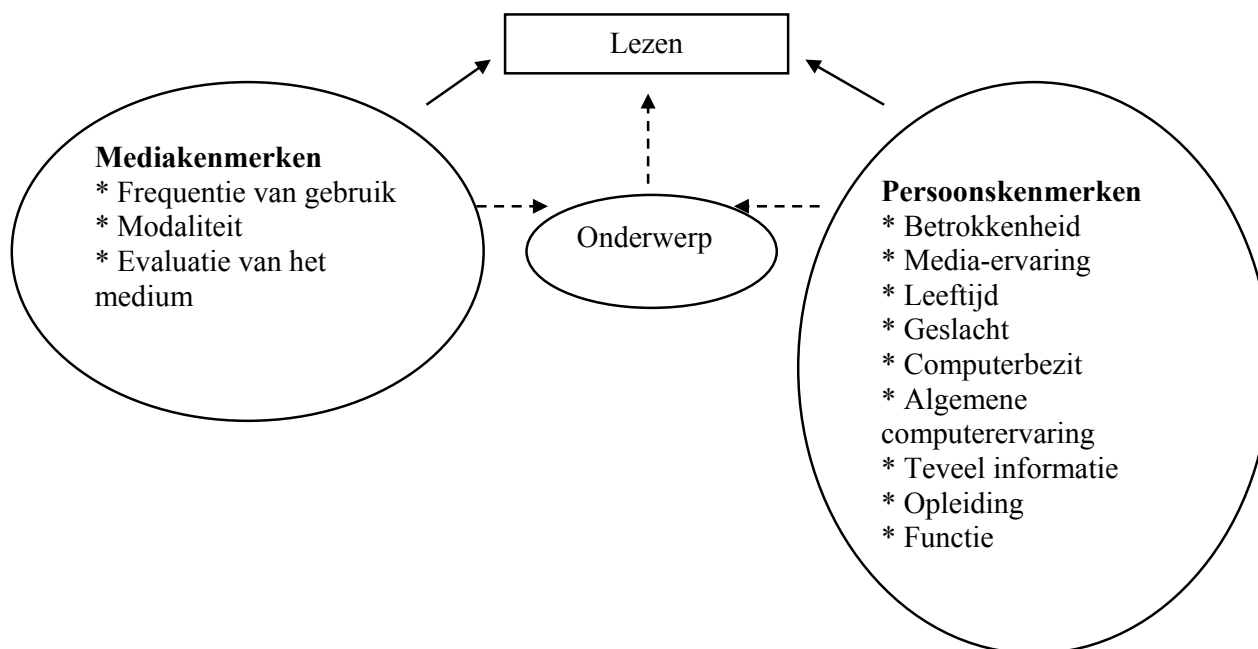 Lezen
Mediakenmerken
* Frequentie van gebruik
* Modaliteit
* Evaluatie van het
medium
Onderwerp
Persoonskenmerken
* Betrokkenheid
* Media-ervaring
* Leeftijd
* Geslacht
* Computerbezit
* Algemene
computerervaring
* Teveel informatie
* Opleiding
* Functie